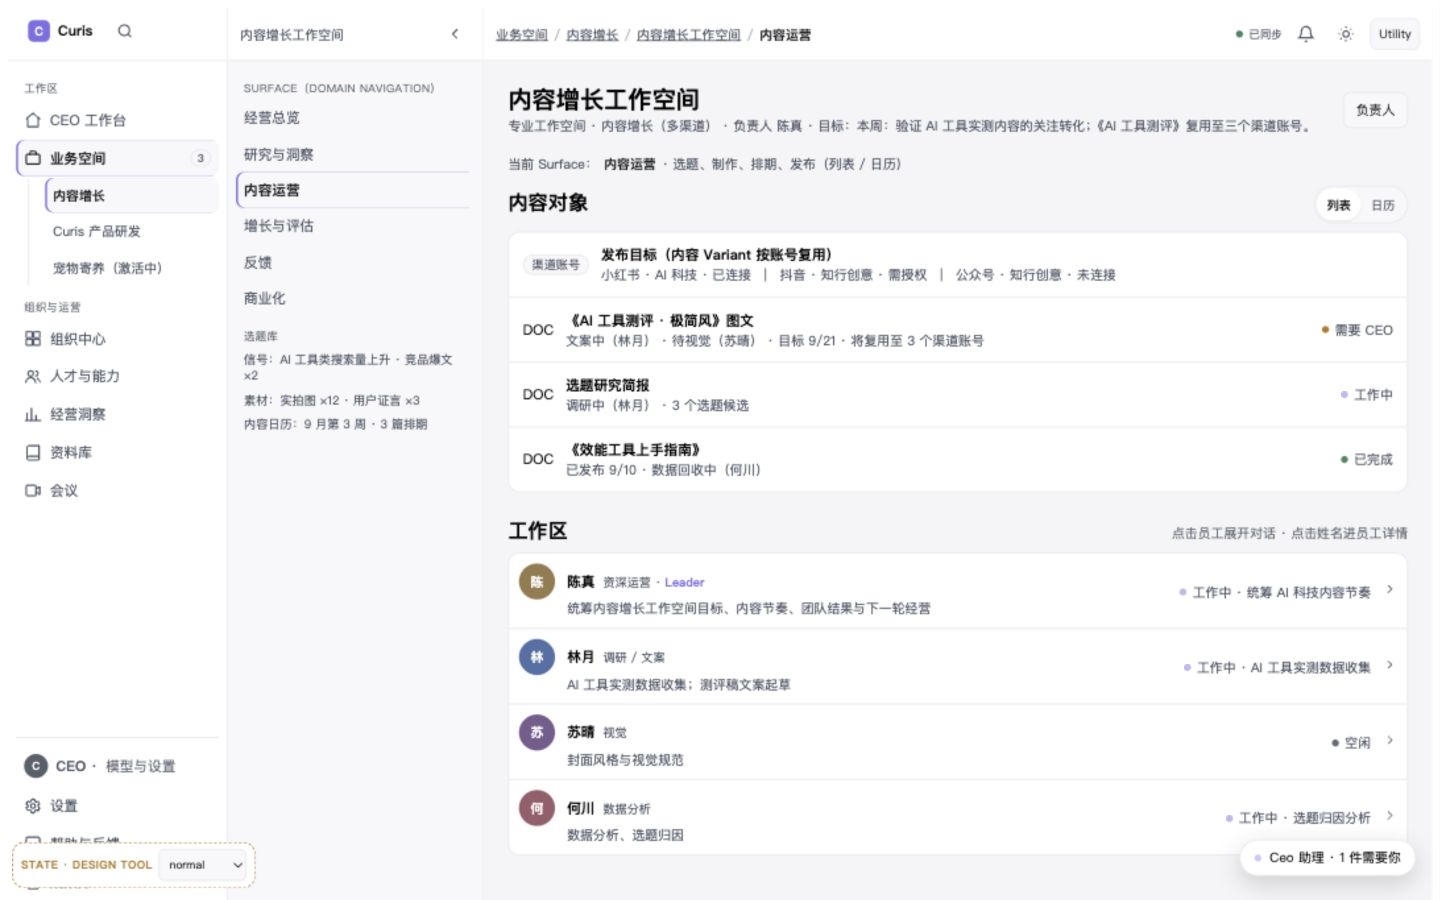 C Curis
工作区
CEO 工作台
业务空间 3
内容增长
Curis 产品研发
宠物寄养（激活中）
组织与运营
组织中心
人才与能力
经营洞察
资料库
会议
C CEO · 模型与设置
设置
帮助与反馈
STATE · DESIGN TOOL normal
内容增长工作空间
SURFACE（DOMAIN NAVIGATION）
经营总览
研究与洞察
内容运营
增长与评估
反馈
商业化
选题库
信号：AI 工具类搜索量上升 · 竞品爆文
×2
素材：实拍图 ×12 · 用户证言 ×3
内容日历：9 月第 3 周 · 3 篇排期
业务空间 / 内容增长 / 内容增长工作空间 / 内容运营
已同步 Utility
内容增长工作空间
负责人
专业工作空间 · 内容增长（多渠道） · 负责人 陈真 · 目标：本周：验证 AI 工具实测内容的关注转化；《AI 工具测评》复用至三个渠道账号。
当前 Surface： 内容运营 · 选题、制作、排期、发布（列表 / 日历）
内容对象
列表 日历
渠道账号
发布目标（内容 Variant 按账号复用）
小红书 · AI 科技 · 已连接 | 抖音 · 知行创意 · 需授权 | 公众号 · 知行创意 · 未连接
DOC
《AI 工具测评 · 极简风》图文
文案中（林月） · 待视觉（苏晴） · 目标 9/21 · 将复用至 3 个渠道账号
需要 CEO
DOC
选题研究简报
调研中（林月） · 3 个选题候选
工作中
DOC
《效能工具上手指南》
已发布 9/10 · 数据回收中（何川）
已完成
工作区
点击员工展开对话 · 点击姓名进员工详情
陈
陈真 资深运营 · Leader
统筹内容增长工作空间目标、内容节奏、团队结果与下一轮经营
工作中 · 统筹 AI 科技内容节奏
林
林月 调研 / 文案
AI 工具实测数据收集；测评稿文案起草
工作中 · AI 工具实测数据收集
苏
苏晴 视觉
封面风格与视觉规范
空闲
何
何川 数据分析
数据分析、选题归因
工作中 · 选题归因分析
Ceo 助理 · 1 件需要你